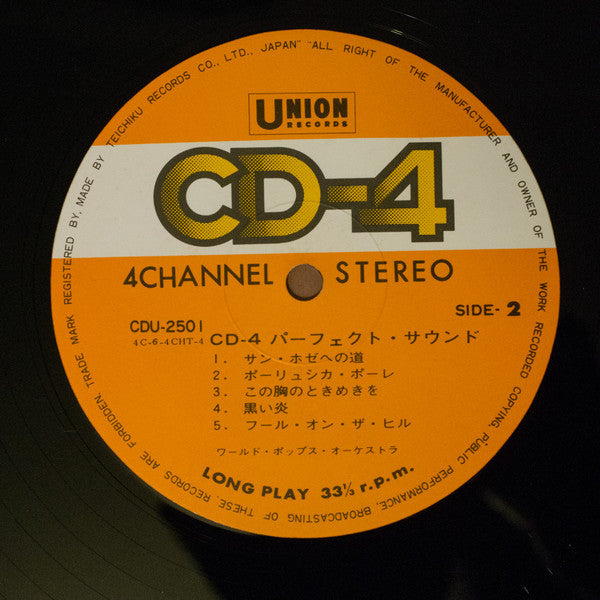 UNION
RECORDS
CD-4
4CHANNEL STEREO
CDU-2501
4C-6-4CHT-4
SIDE-2
CD-4 パーフェクト・サウンド
1. サン・ホゼへの道
2. ポーリュシカ・ポーレ
3. この胸のときめきを
4. 黒い炎
5. フール・オン・ザ・ヒル
ワールド・ポップス・オーケストラ
LONG PLAY 33⅓ r.p.m.
TRADE MARK REGISTERED BY, MADE BY TEICHIKU RECORDS CO., LTD., JAPAN" "ALL RIGHT OF THE MANUFACTURER AND OWNER OF THE WORK RECORDED COPYING, PUBLIC PERFORMANCE, BROADCASTING OF THESE, RECORDS ARE FORBIDDEN,